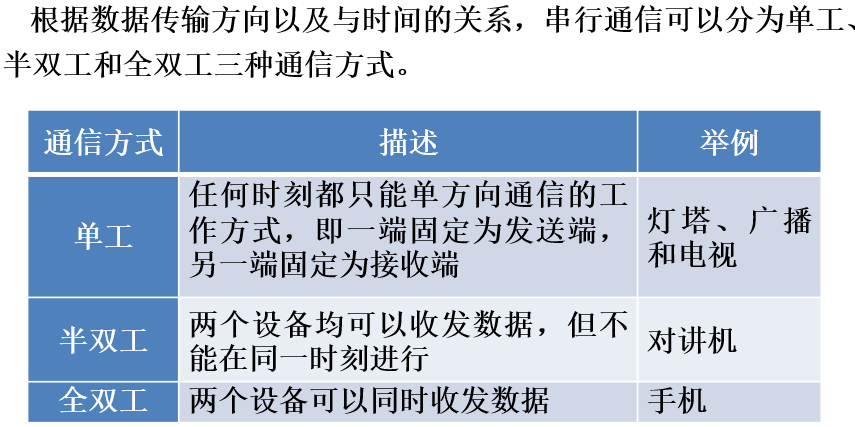 根据数据传输方向以及与时间的关系，串行通信可以分为单工、
半双工和全双工三种通信方式。
通信方式 描述 举例
单工
任何时刻都只能单方向通信的工
作方式，即一端固定为发送端，
另一端固定为接收端
灯塔、广播
和电视
半双工
两个设备均可以收发数据，但不
能在同一时刻进行
对讲机
全双工 两个设备可以同时收发数据 手机